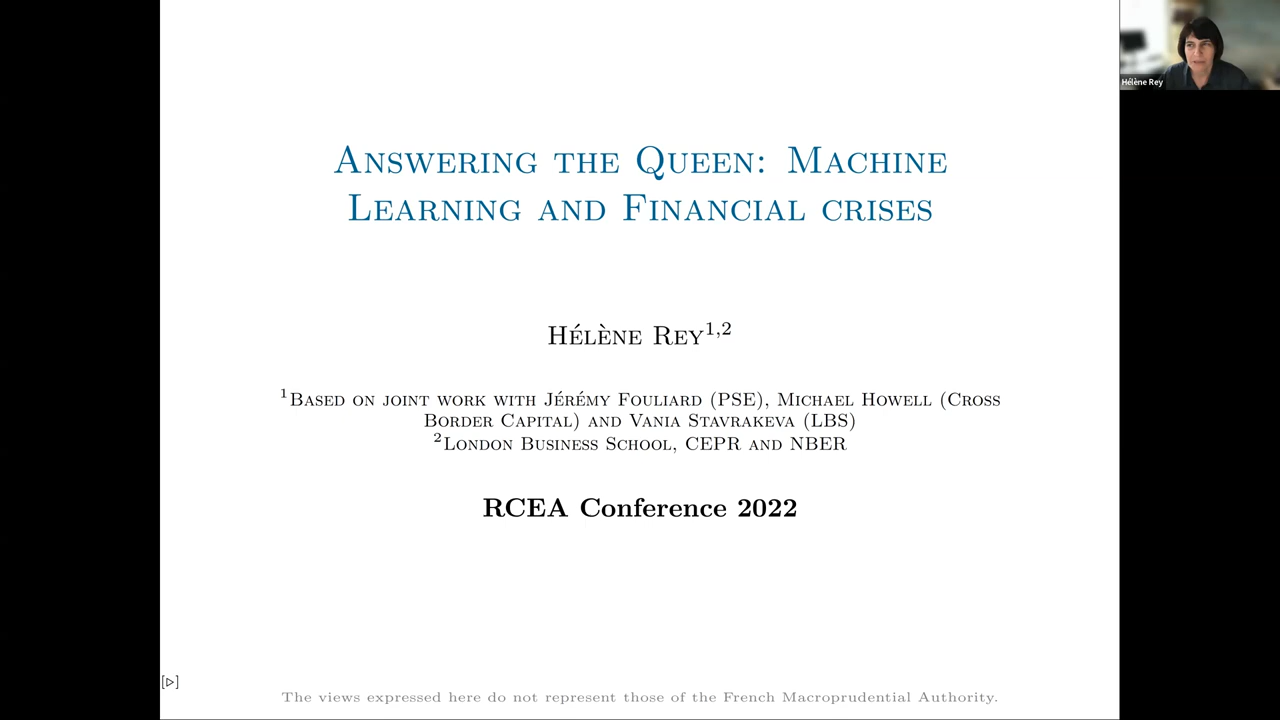 Hélène Rey
Answering the Queen: Machine
Learning and Financial crises
Hélène Rey1,2
1Based on joint work with Jérémy Fouliard (PSE), Michael Howell (Cross
Border Capital) and Vania Stavrakeva (LBS)
2London Business School, CEPR and NBER
RCEA Conference 2022
The views expressed here do not represent those of the French Macroprudential Authority.